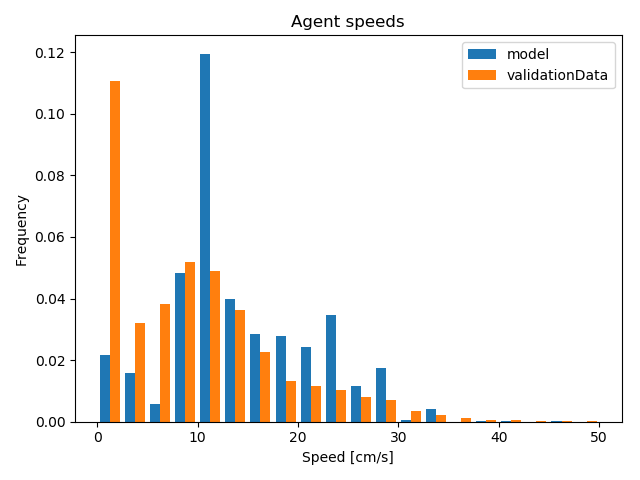 Agent speeds
model
validationData
0.12
0.10
0.08
0.06
0.04
0.02
0.00
Frequency
0 10 20 30 40 50
Speed [cm/s]